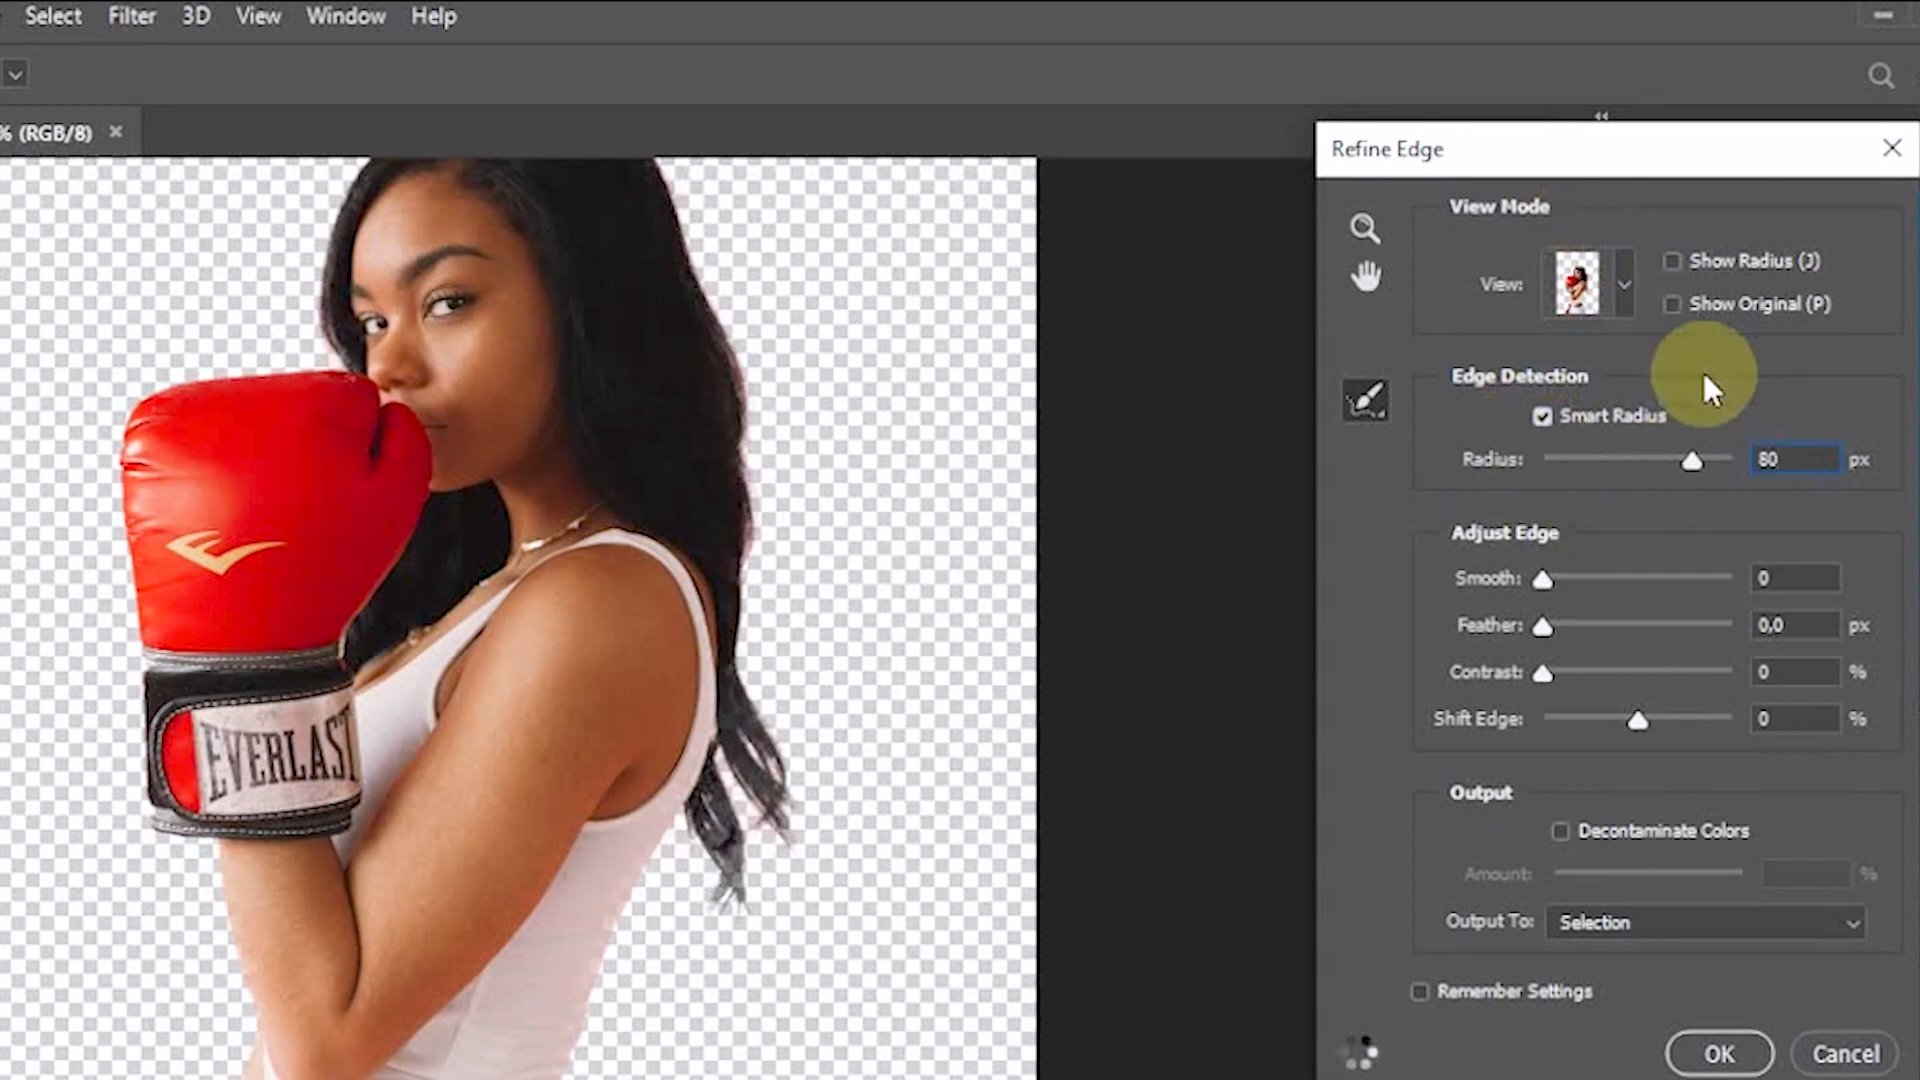 Select Filter 3D View Window Help
% (RGB/8)
Refine Edge
View Mode
View:
Show Radius (J)
Show Original (P)
Edge Detection
Smart Radius
Radius: 80 px
Adjust Edge
Smooth: 0
Feather: 0,0 px
Contrast: 0 %
Shift Edge: 0 %
Output
Decontaminate Colors
Amount: %
Output To: Selection
Remember Settings
OK Cancel
EVERLAST